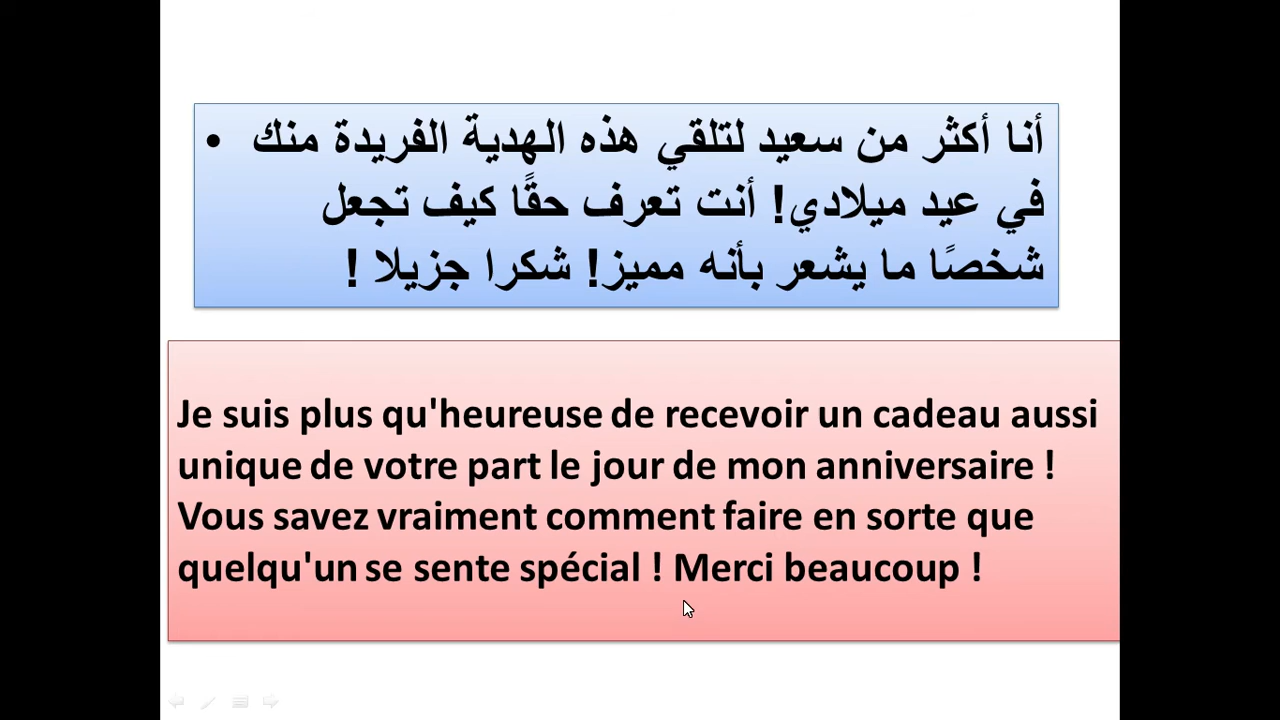 • أنا أكثر من سعيد لتلقي هذه الهدية الفريدة منك
في عيد ميلادي! أنت تعرف حقًا كيف تجعل
شخصًا ما يشعر بأنه مميز! شكرا جزيلا !
Je suis plus qu'heureuse de recevoir un cadeau aussi
unique de votre part le jour de mon anniversaire !
Vous savez vraiment comment faire en sorte que
quelqu'un se sente spécial ! Merci beaucoup !